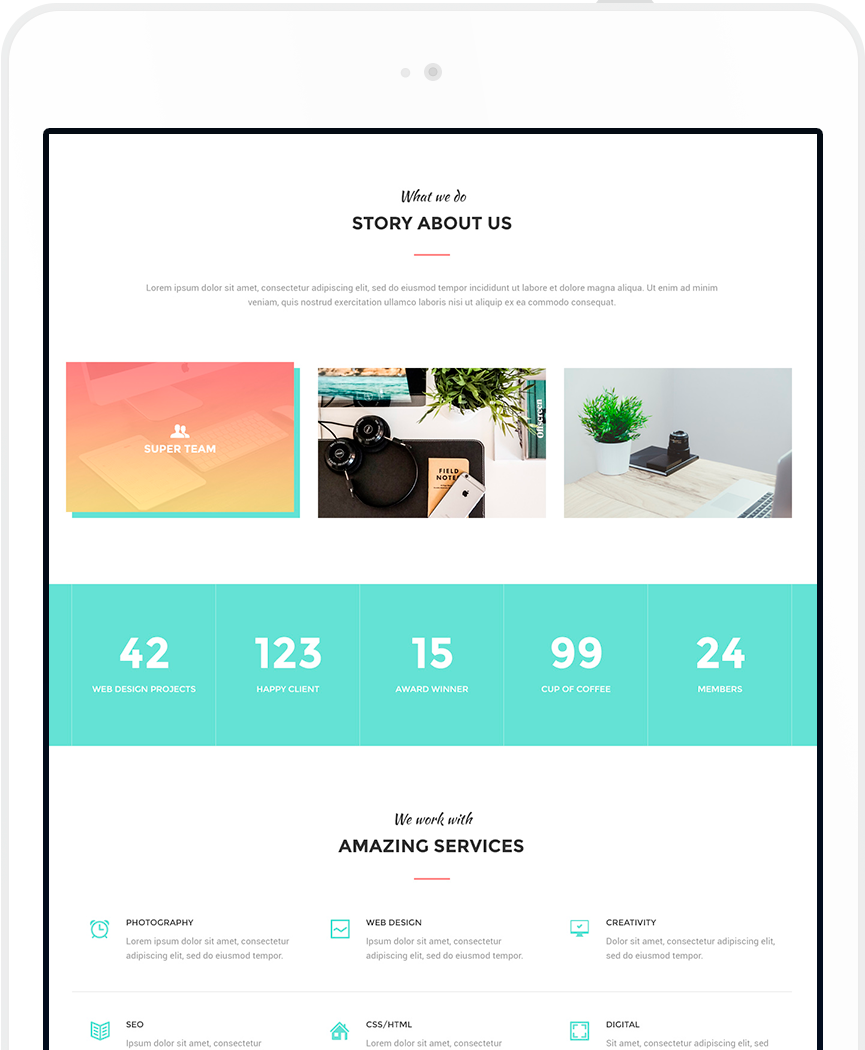 What we do
STORY ABOUT US
Lorem ipsum dolor sit amet, consectetur adipiscing elit, sed do eiusmod tempor incididunt ut labore et dolore magna aliqua. Ut enim ad minim
veniam, quis nostrud exercitation ullamco laboris nisi ut aliquip ex ea commodo consequat.
SUPER TEAM
Offscreen
FIELD
NOTES
iPhone
42
WEB DESIGN PROJECTS
123
HAPPY CLIENT
15
AWARD WINNER
99
CUP OF COFFEE
24
MEMBERS
We work with
AMAZING SERVICES
PHOTOGRAPHY
Lorem ipsum dolor sit amet, consectetur
adipiscing elit, sed do eiusmod tempor.
WEB DESIGN
Ipsum dolor sit amet, consectetur
adipiscing elit, sed do eiusmod tempor.
CREATIVITY
Dolor sit amet, consectetur adipiscing elit,
sed do eiusmod tempor.
SEO
Ipsum dolor sit amet, consectetur
CSS/HTML
Lorem ipsum dolor sit amet, consectetur
DIGITAL
Sit amet, consectetur adipiscing elit, sed